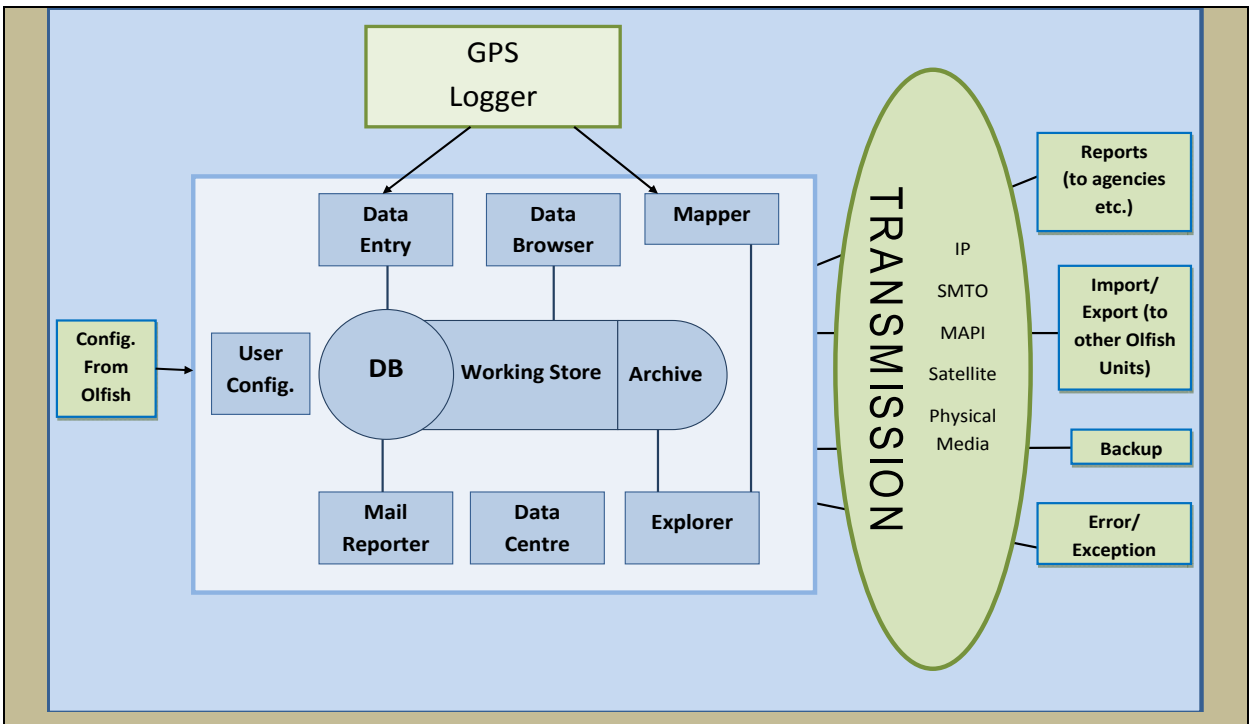 GPS
Logger
Data
Entry
Data
Browser
Mapper
Config.
From
Olfish
User
Config.
DB
Working Store
Archive
Mail
Reporter
Data
Centre
Explorer
TRANSMISSION
IP
SMTO
MAPI
Satellite
Physical
Media
Reports
(to agencies
etc.)
Import/
Export (to
other Olfish
Units)
Backup
Error/
Exception